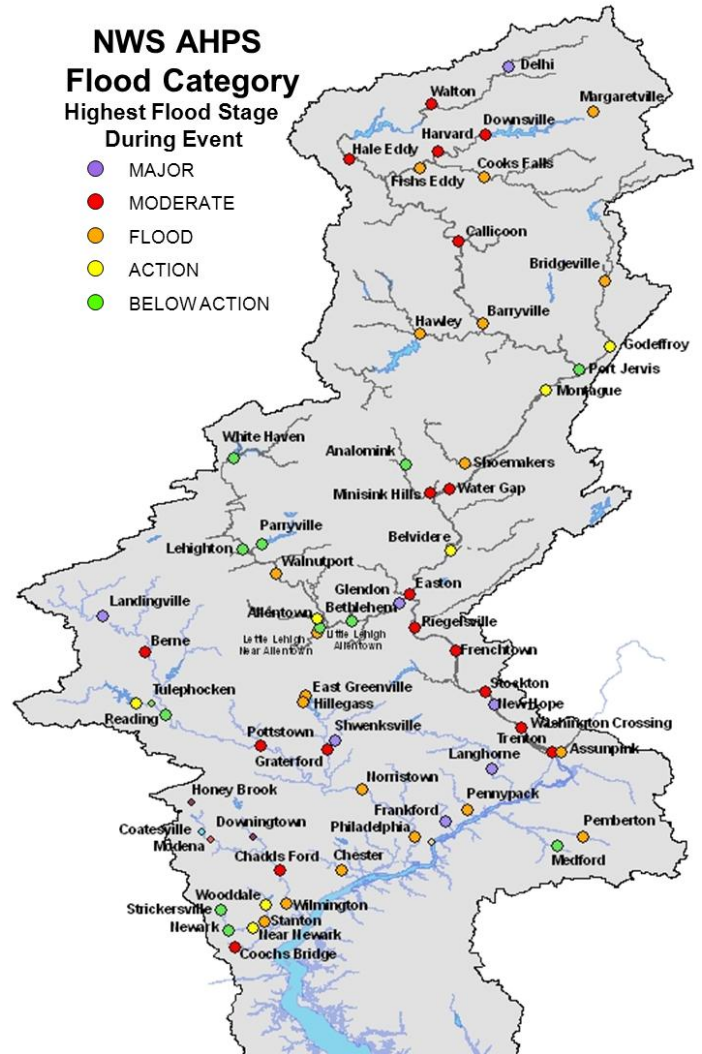 NWS AHPS
Flood Category
Highest Flood Stage
During Event
MAJOR
MODERATE
FLOOD
ACTION
BELOW ACTION
Delhi
Walton
Margaretville
Downsville
Harvard
Hale Eddy
Cooks Falls
Fishs Eddy
Callicoon
Bridgeville
Barryville
Hawley
Godeffroy
Port Jervis
Montague
White Haven
Analomink
Shoemakers
Minisink Hills
Water Gap
Parryville
Belvidere
Lehighton
Walnutport
Easton
Glendon
Landingville
Allentown
Bethlehem
Riegelsville
Little Lehigh
Near Allentown
Little Lehigh
Allentown
Berne
Frenchtown
Stockton
Tulephocken
East Greenville
Hillegass
New Hope
Reading
Washington Crossing
Pottstown
Shwenksville
Trenton
Assunpink
Graterford
Langhorne
Norristown
Honey Brook
Pennypack
Frankford
Coatesville
Downingtown
Philadelphia
Pemberton
Modena
Chadds Ford
Chester
Medford
Wooddale
Strickersville
Wilmington
Stanton
Newark
Near Newark
Coochs Bridge